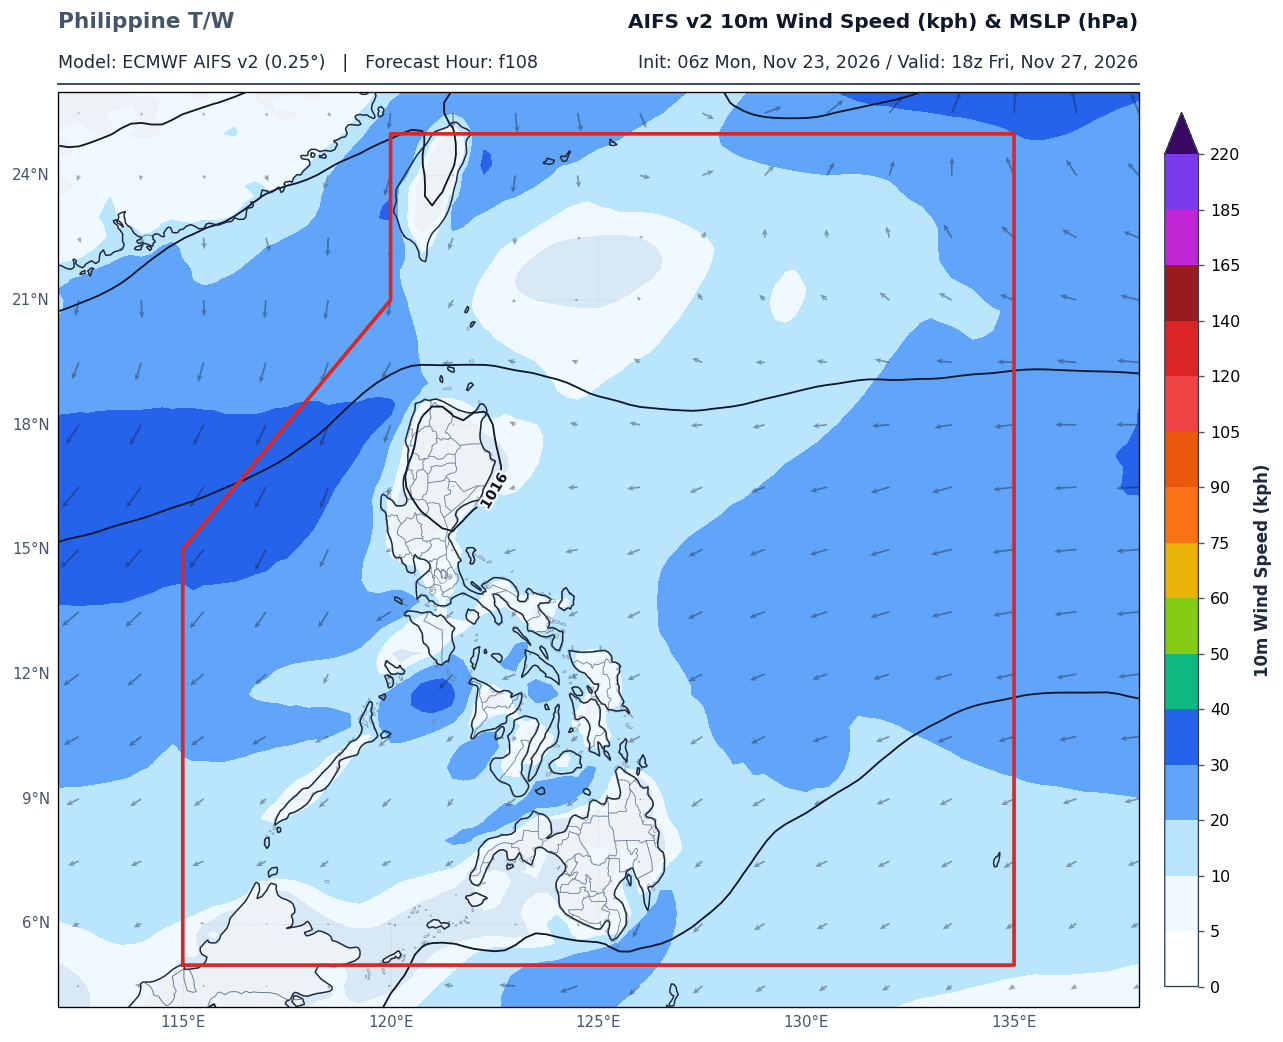 Philippine T/W
AIFS v2 10m Wind Speed (kph) & MSLP (hPa)
Model: ECMWF AIFS v2 (0.25°) | Forecast Hour: f108
Init: 06z Mon, Nov 23, 2026 / Valid: 18z Fri, Nov 27, 2026
24°N
21°N
18°N
15°N
12°N
9°N
6°N
115°E
120°E
125°E
130°E
135°E
1016
220
185
165
140
120
105
90
75
60
50
40
30
20
10
5
0
10m Wind Speed (kph)